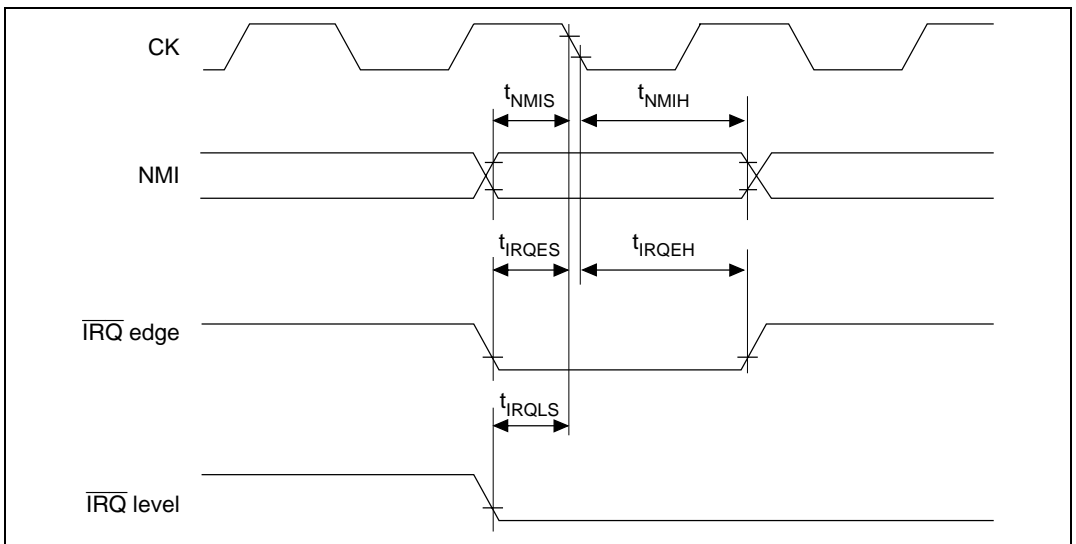 CK
tNMIS
tNMIH
NMI
tIRQES
tIRQEH
IRQ edge
tIRQLS
IRQ level